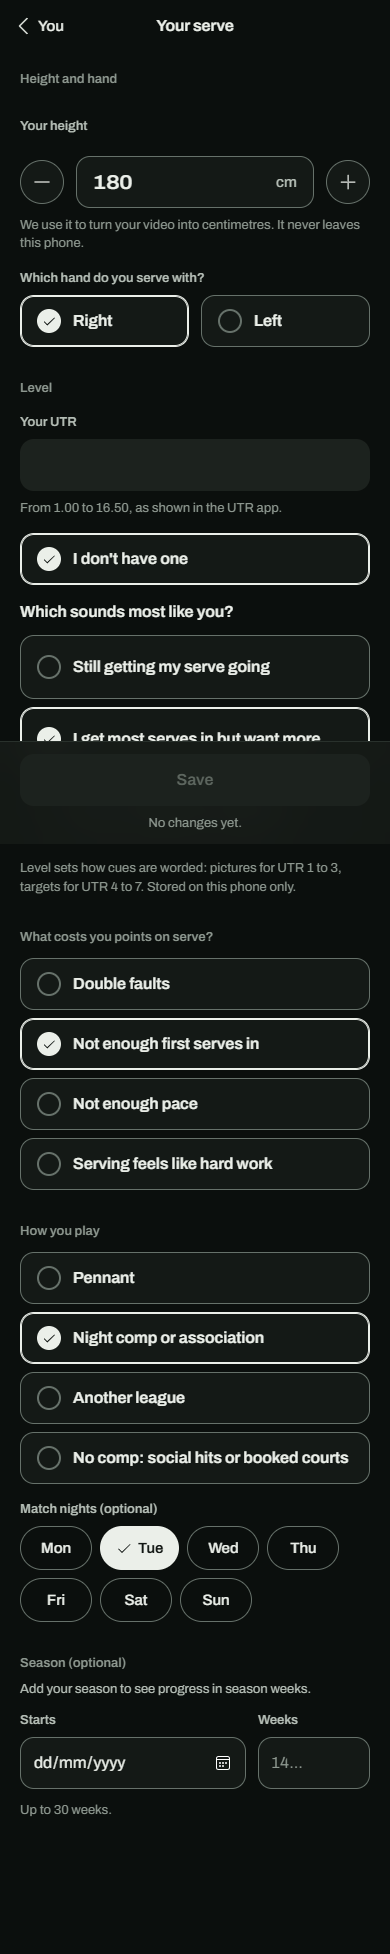 You
Your serve
Height and hand
Your height
180 cm
We use it to turn your video into centimetres. It never leaves
this phone.
Which hand do you serve with?
Right Left
Level
Your UTR
From 1.00 to 16.50, as shown in the UTR app.
I don't have one
Which sounds most like you?
Still getting my serve going
I get most serves in but want more
Save
No changes yet.
Level sets how cues are worded: pictures for UTR 1 to 3,
targets for UTR 4 to 7. Stored on this phone only.
What costs you points on serve?
Double faults
Not enough first serves in
Not enough pace
Serving feels like hard work
How you play
Pennant
Night comp or association
Another league
No comp: social hits or booked courts
Match nights (optional)
Mon Tue Wed Thu
Fri Sat Sun
Season (optional)
Add your season to see progress in season weeks.
Starts Weeks
dd/mm/yyyy 14...
Up to 30 weeks.